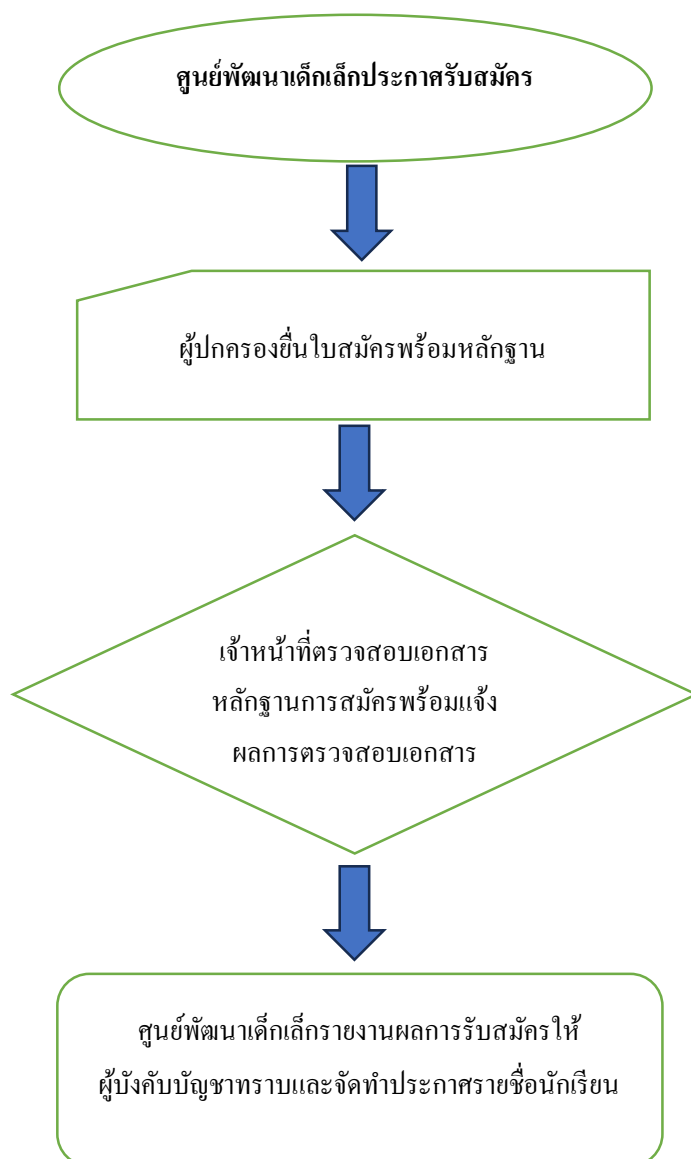 ศูนย์พัฒนาเด็กเล็กประกาศรับสมัคร
ผู้ปกครองยื่นใบสมัครพร้อมหลักฐาน
เจ้าหน้าที่ตรวจสอบเอกสาร
หลักฐานการสมัครพร้อมแจ้ง
ผลการตรวจสอบเอกสาร
ศูนย์พัฒนาเด็กเล็กรายงานผลการรับสมัครให้
ผู้บังคับบัญชาทราบและจัดทำประกาศรายชื่อนักเรียน